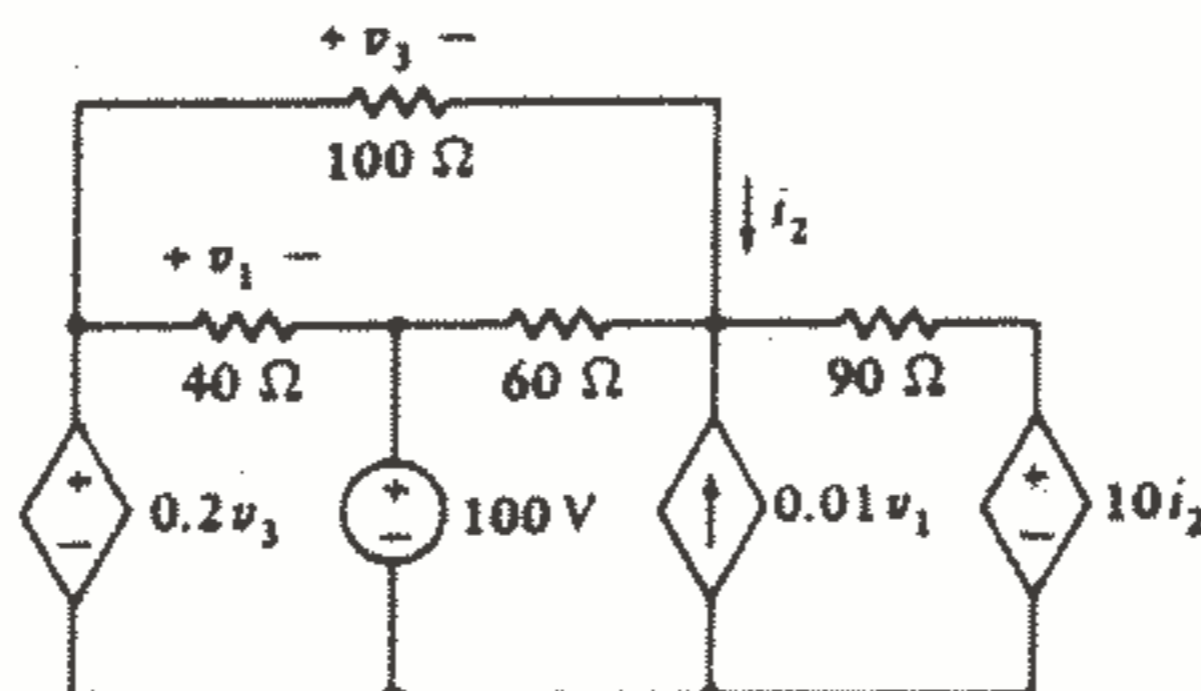 + v₃ −
100 Ω
i₂
+ v₁ −
40 Ω
60 Ω
90 Ω
+
−
0.2v₃
+
−
100 V
0.01v₁
+
−
10i₂